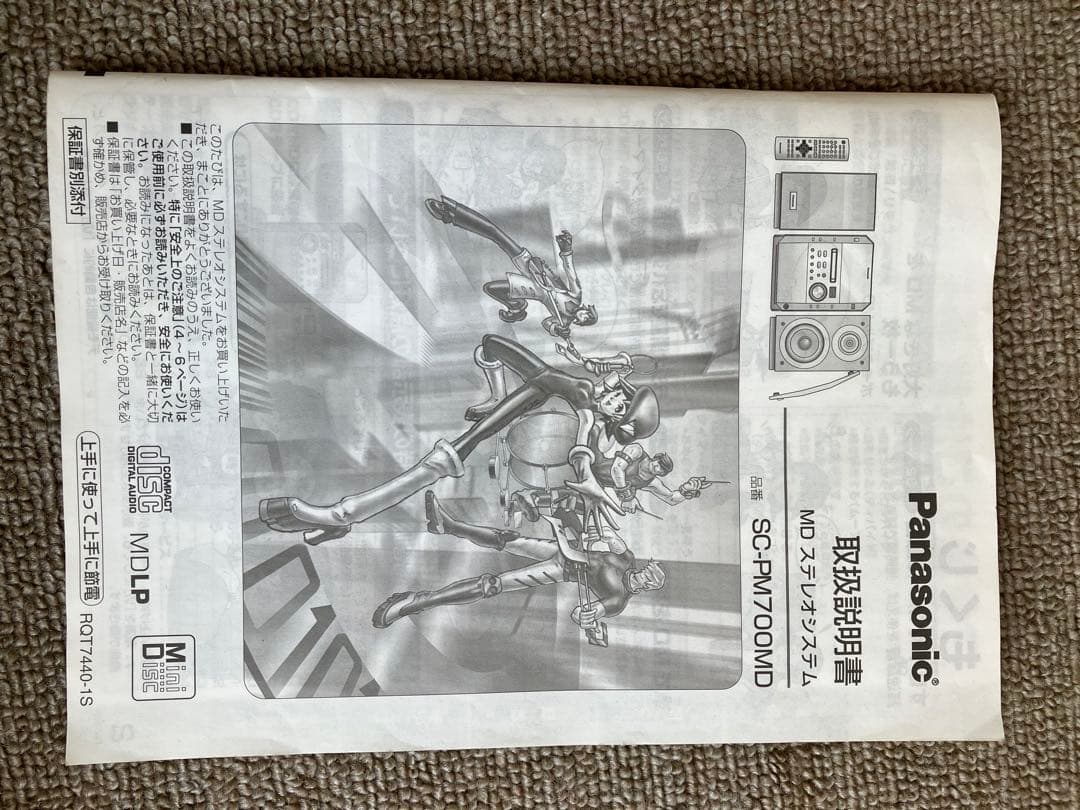 Panasonic®
取扱説明書
MD ステレオシステム
品番 SC-PM700MD
このたびは、MD ステレオシステムをお買い上げいた
だき、まことにありがとうございました。
■この取扱説明書をよくお読みのうえ、正しくお使い
ください。特に「安全上のご注意」(4～6ページ)は
ご使用前に必ずお読みいただき、安全にお使いくだ
さい。お読みになったあとは、保証書と一緒に大切
に保管し、必要なときにお読みください。
■保証書は「お買い上げ日・販売店名」などの記入を必
ず確かめ、販売店からお受け取りください。
保証書別添付
COMPACT
disc
DIGITAL AUDIO
MDLP
Mini
Disc
上手に使って上手に節電
RQT7440-1S